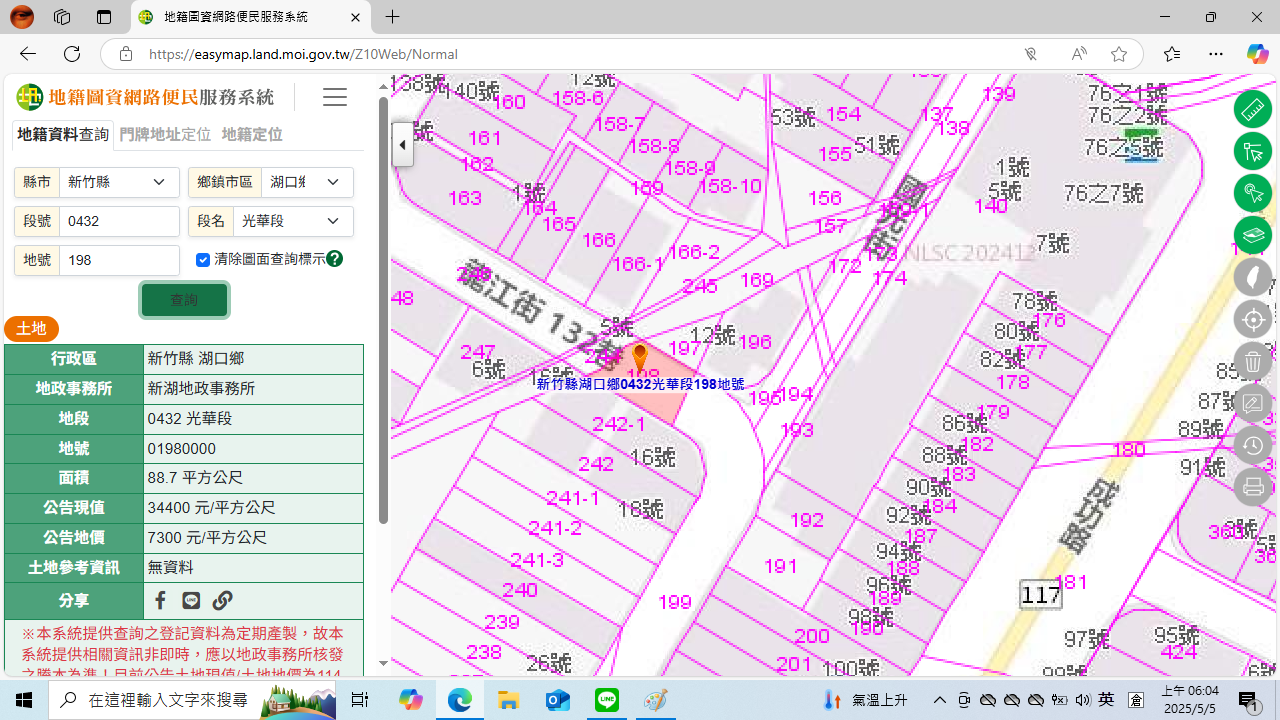 地籍圖資網路便民服務系統
https://easymap.land.moi.gov.tw/Z10Web/Normal
地籍圖資網路便民服務系統
地籍資料查詢 門牌地址定位 地籍定位
縣市 新竹縣 鄉鎮市區 湖口鄉
段號 0432 段名 光華段
地號 198 清除圖面查詢標示
查詢
土地
行政區 新竹縣 湖口鄉
地政事務所 新湖地政事務所
地段 0432 光華段
地號 01980000
面積 88.7 平方公尺
公告現值 34400 元/平方公尺
公告地價 7300 元/平方公尺
土地參考資訊 無資料
分享
※本系統提供查詢之登記資料為定期產製，故本
系統提供相關資訊非即時，應以地政事務所核發
之謄本為準！目前公告土地現值/土地地價為114
138號 140號 12號 53號 51號 76之1號
76之2號
76之5號
76之7號
1號
5號
7號
160 158-6 154 137 139
158-7 138
161 158-8 155
162 158-9
163 159 158-10 156 140
1號 164
165 157
國光街
166 166-2 172 173
166-1 169 174
245
NLSC 202412
龍江街 132巷
5號 12號 78號
176
80號
177
82號
178
247 197 196
6號 16號 198
新竹縣湖口鄉0432光華段198地號
195 194
242-1 193 86號 179
182
242 16號 88號 183
89號 180
87號
91號
241-1 90號 184
18號 192 92號
241-2 187
241-3 191 94號 188
240 96號 189
199 98號 190
239 200
238 26號 201 100號
成功路
117
181
97號 95號
424
在這裡輸入文字來搜尋
氣溫上升
英
上午 06:04
2025/5/5
1